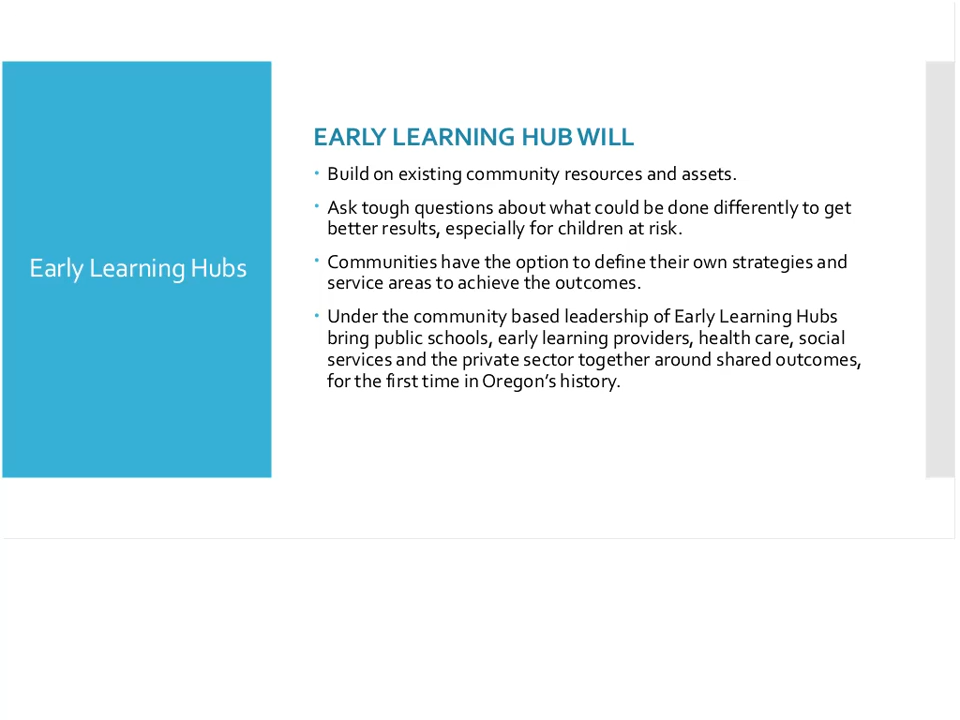 Early Learning Hubs
EARLY LEARNING HUB WILL
• Build on existing community resources and assets.
• Ask tough questions about what could be done differently to get
better results, especially for children at risk.
• Communities have the option to define their own strategies and
service areas to achieve the outcomes.
• Under the community based leadership of Early Learning Hubs
bring public schools, early learning providers, health care, social
services and the private sector together around shared outcomes,
for the first time in Oregon’s history.